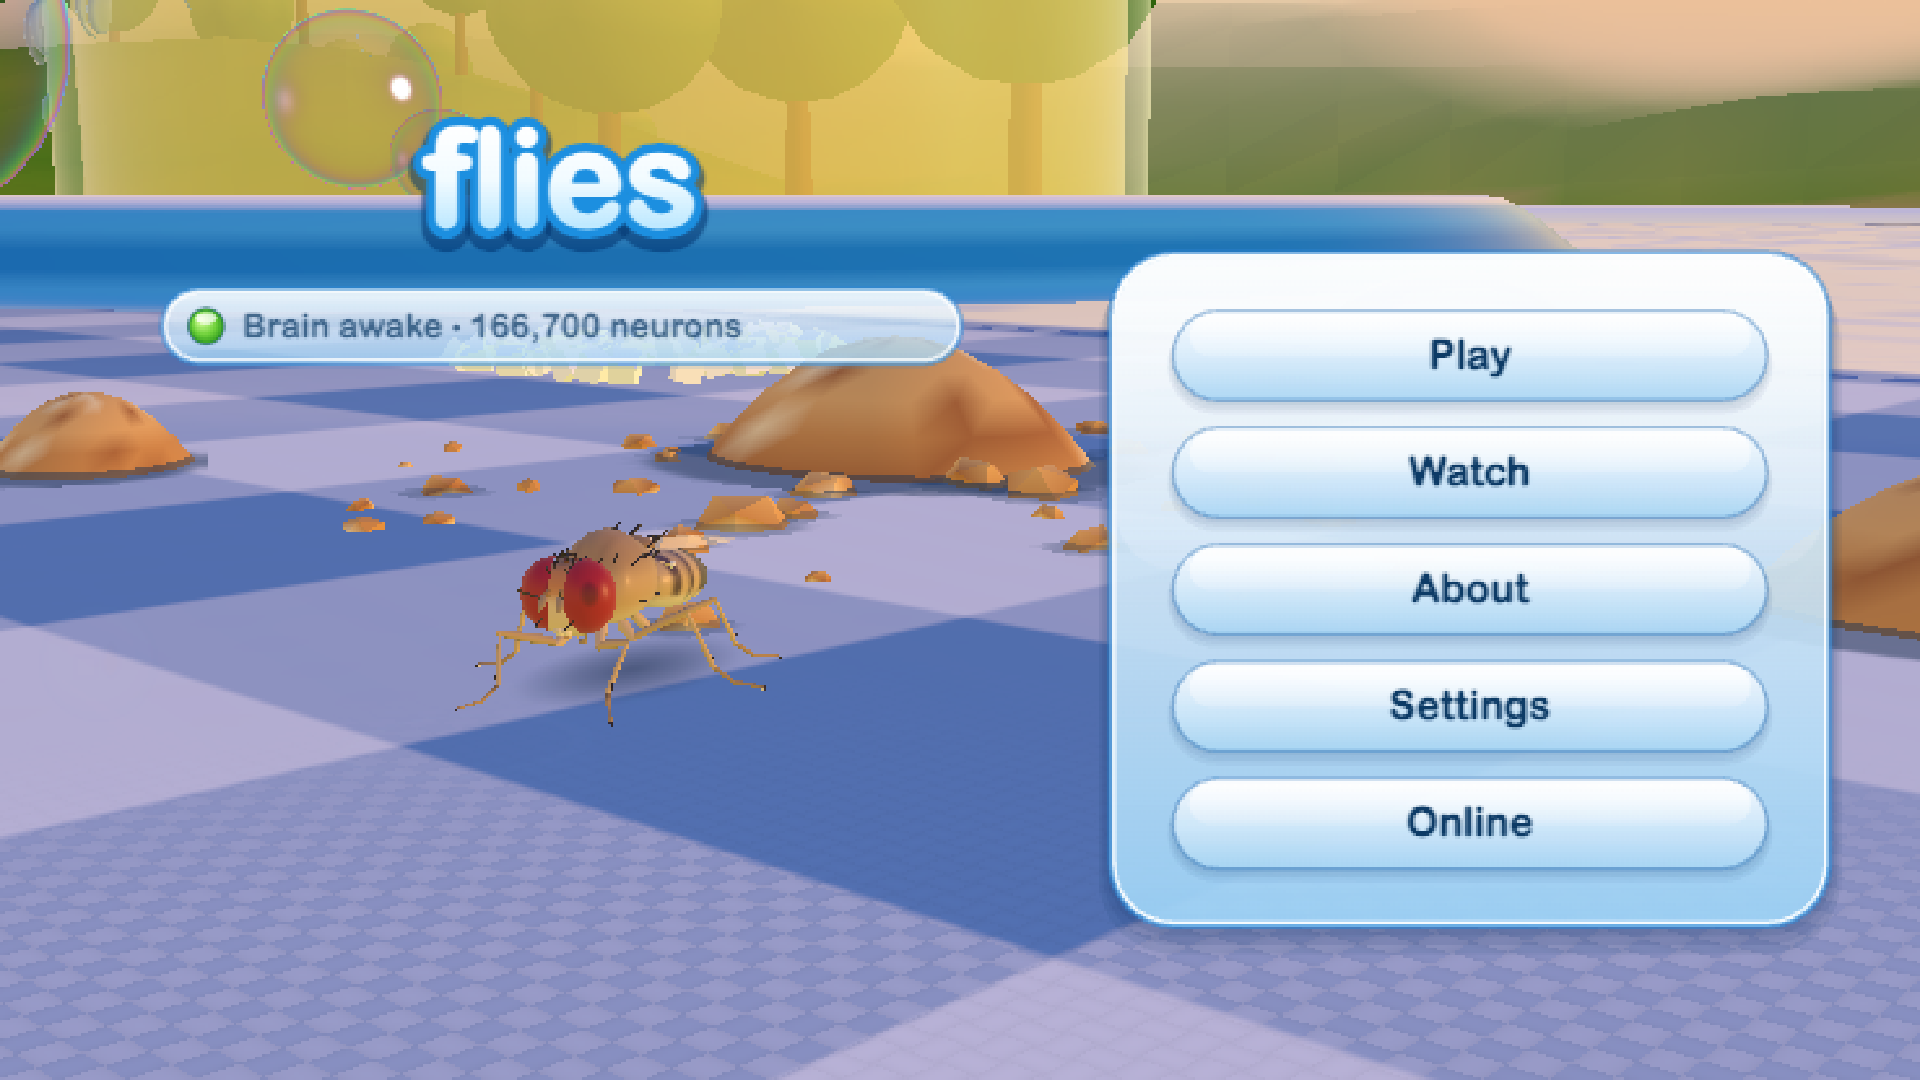 flies
Brain awake • 166,700 neurons
Play
Watch
About
Settings
Online